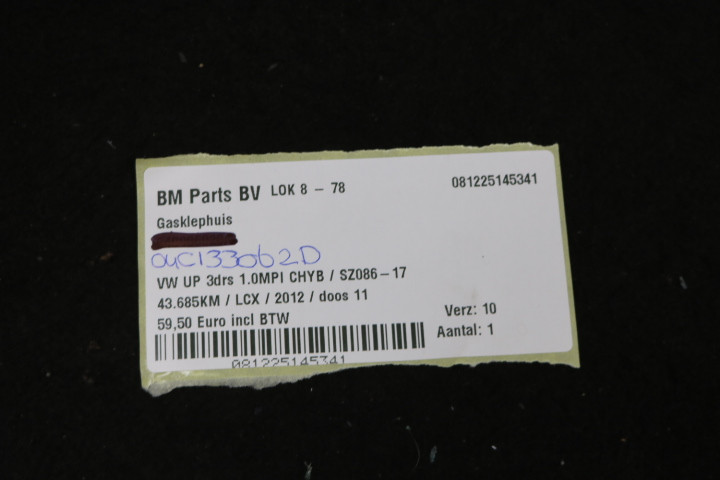 BM Parts BV LOK 8 - 78 081225145341
Gasklephuis
04C133062D
VW UP 3drs 1.0MPI CHYB / SZ086-17
43.685KM / LCX / 2012 / doos 11
59,50 Euro incl BTW Verz: 10
Aantal: 1
081225145341